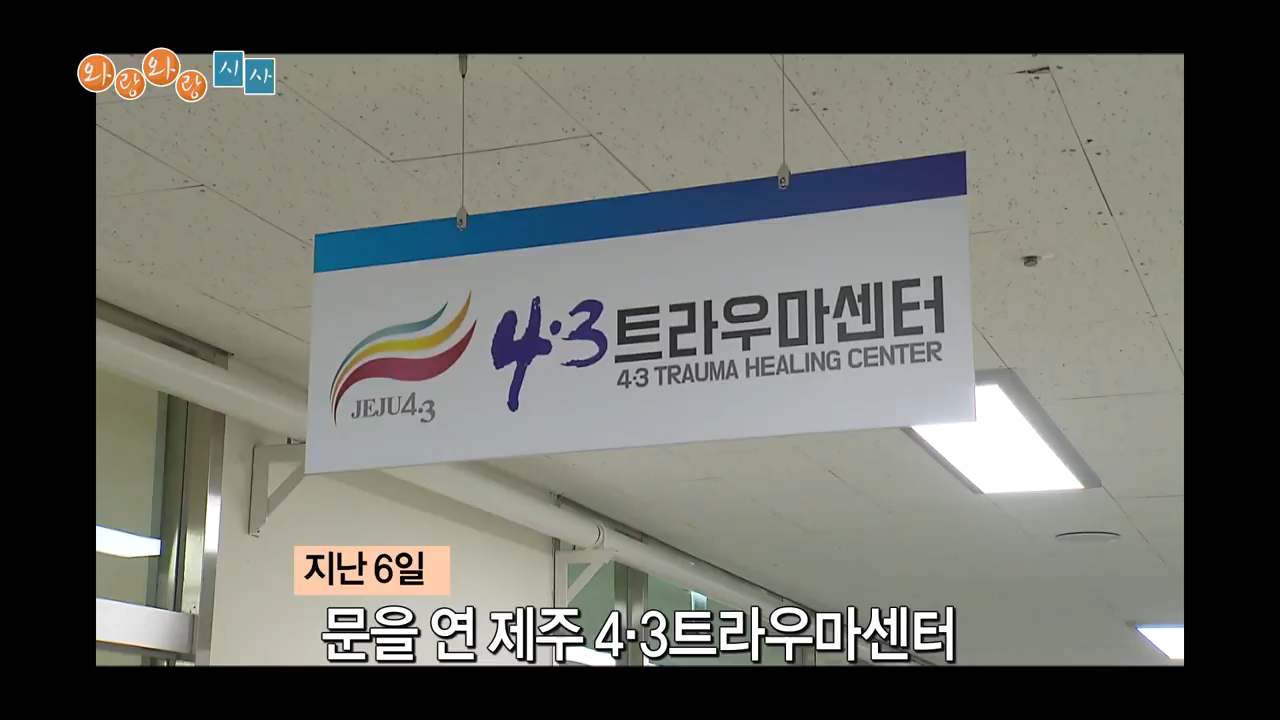 와랑와랑 시사
4·3트라우마센터
4·3 TRAUMA HEALING CENTER
JEJU4.3
지난 6일
문을 연 제주 4·3트라우마센터